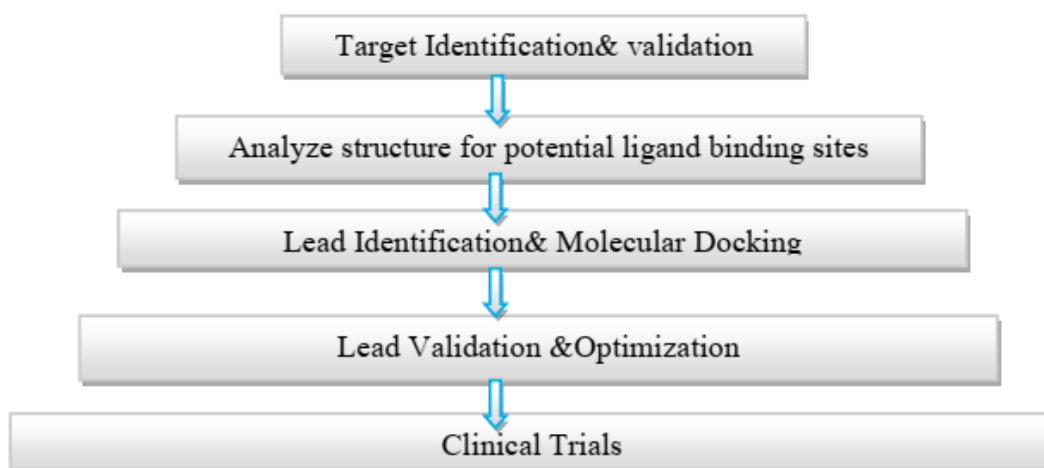 Target Identification& validation
Analyze structure for potential ligand binding sites
Lead Identification& Molecular Docking
Lead Validation &Optimization
Clinical Trials